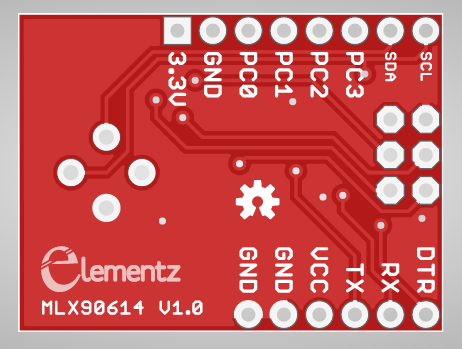 3.3V GND PC0 PC1 PC2 PC3 SDA SCL
GND GND VCC TX RX DTR
elementz
MLX90614 V1.0